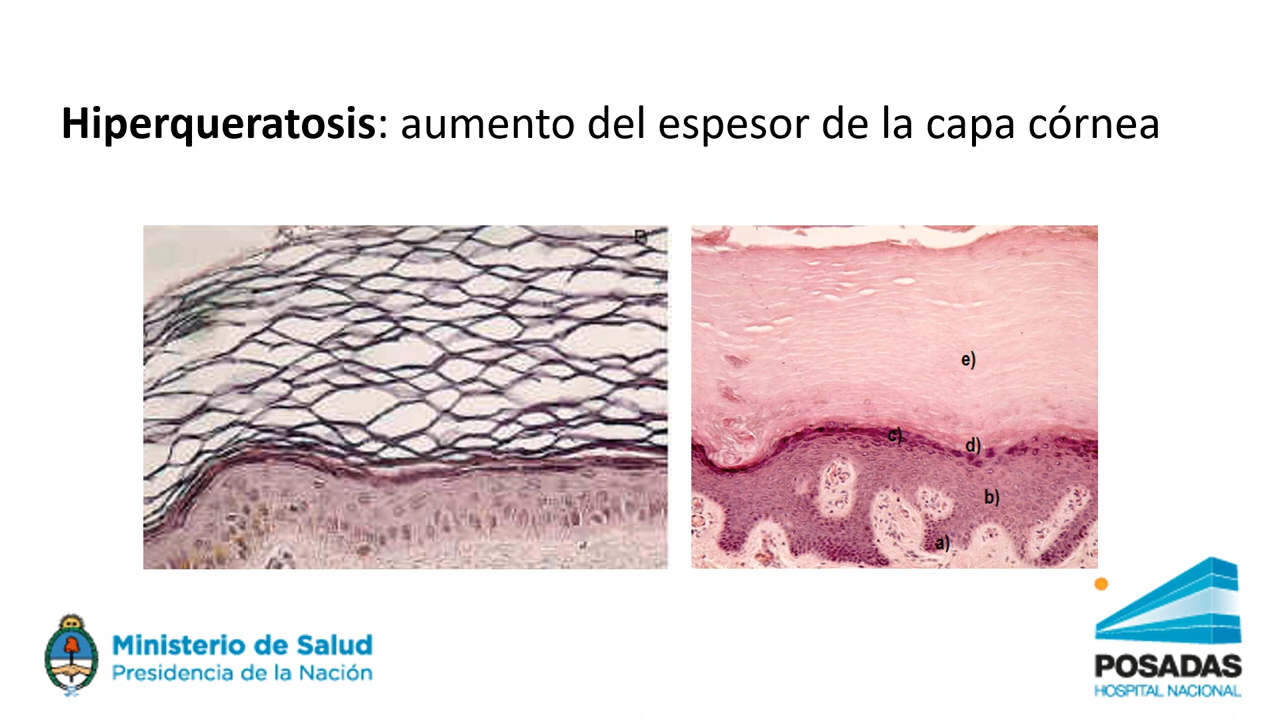 Hiperqueratosis: aumento del espesor de la capa córnea
e)
c)
d)
b)
a)
Ministerio de Salud
Presidencia de la Nación
POSADAS
HOSPITAL NACIONAL